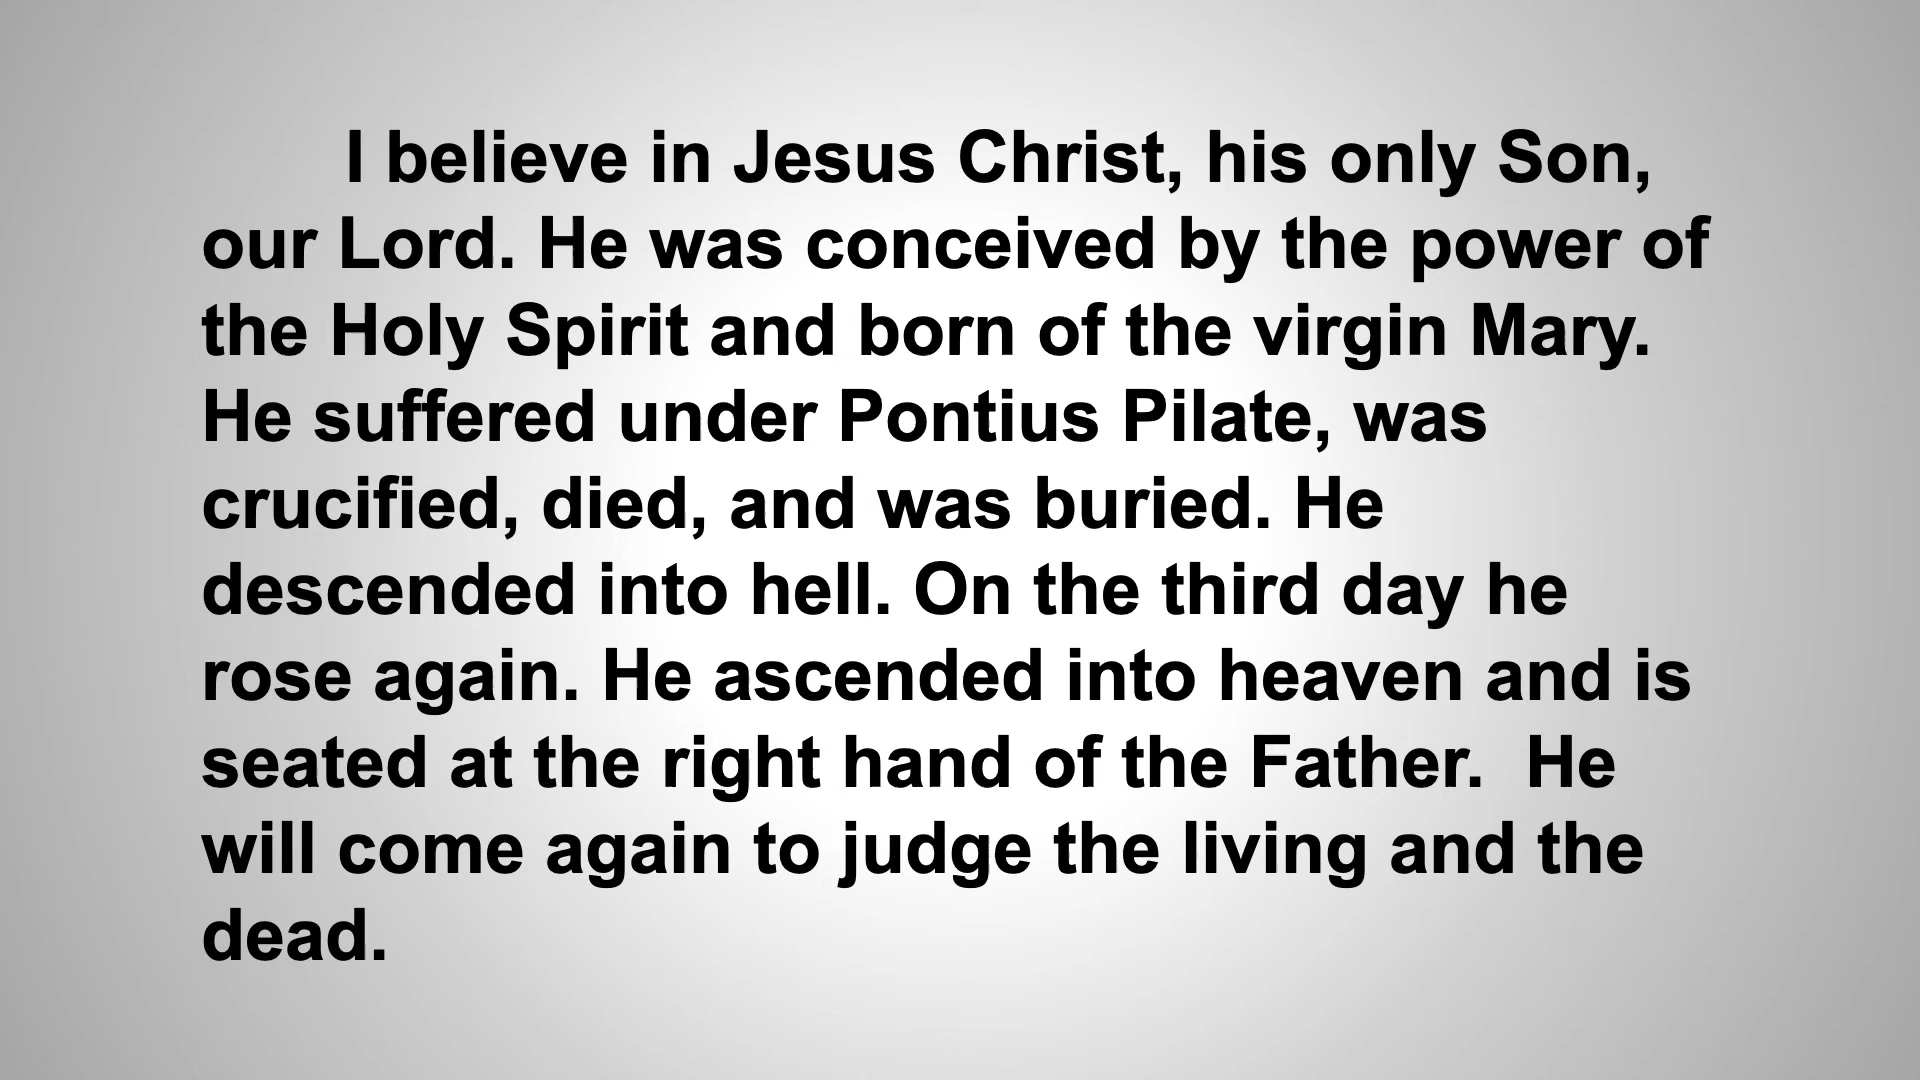 I believe in Jesus Christ, his only Son,
our Lord. He was conceived by the power of
the Holy Spirit and born of the virgin Mary.
He suffered under Pontius Pilate, was
crucified, died, and was buried. He
descended into hell. On the third day he
rose again. He ascended into heaven and is
seated at the right hand of the Father.  He
will come again to judge the living and the
dead.